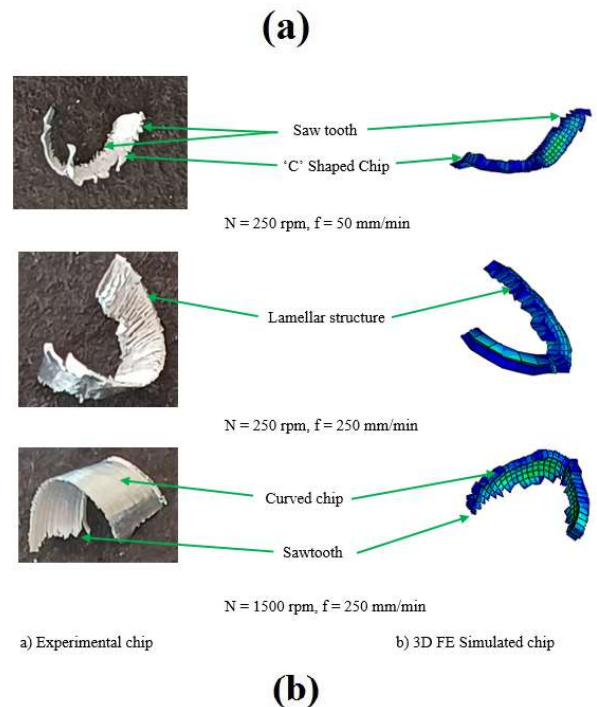 (a)
Saw tooth
‘C’ Shaped Chip
N = 250 rpm, f = 50 mm/min
Lamellar structure
N = 250 rpm, f = 250 mm/min
Curved chip
Sawtooth
N = 1500 rpm, f = 250 mm/min
a) Experimental chip
b) 3D FE Simulated chip
(b)